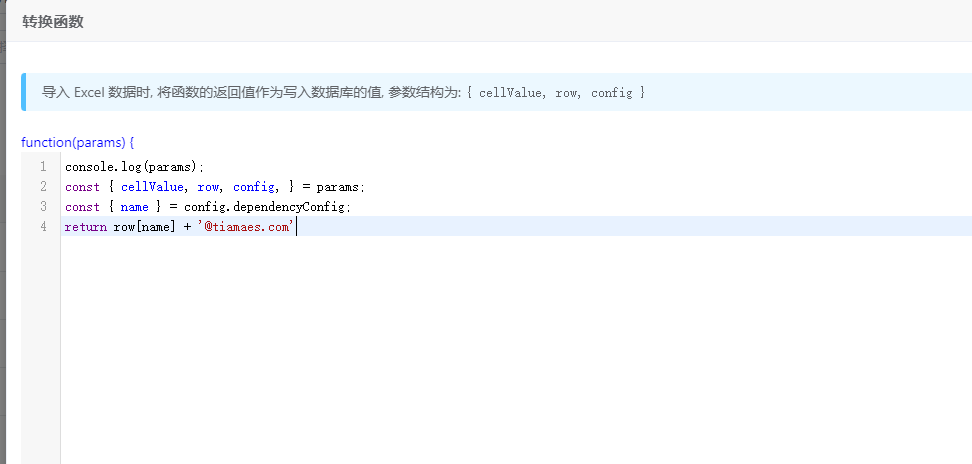 转换函数
导入 Excel 数据时, 将函数的返回值作为写入数据库的值, 参数结构为: { cellValue, row, config }
function(params) {
1 console.log(params);
2 const { cellValue, row, config, } = params;
3 const { name } = config.dependencyConfig;
4 return row[name] + '@tiamaes.com'